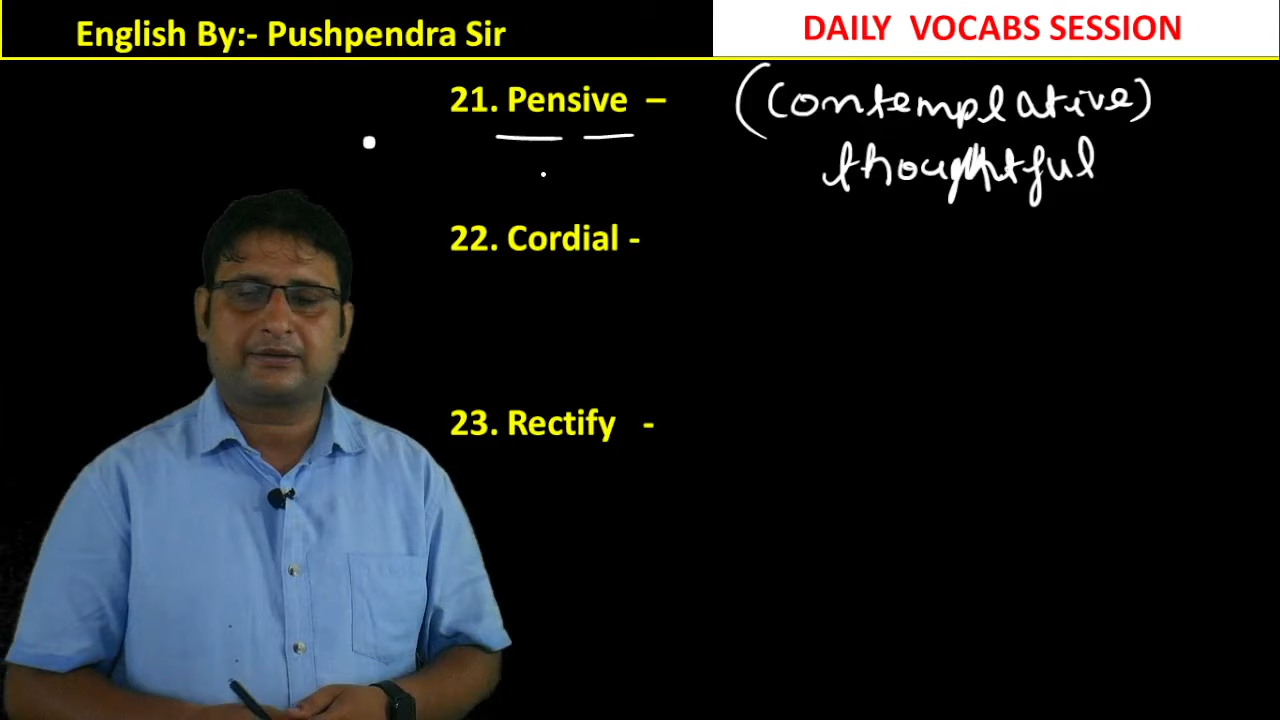 English By:- Pushpendra Sir
DAILY VOCABS SESSION
21. Pensive – (contemplative)
thoughtful
22. Cordial -
23. Rectify -